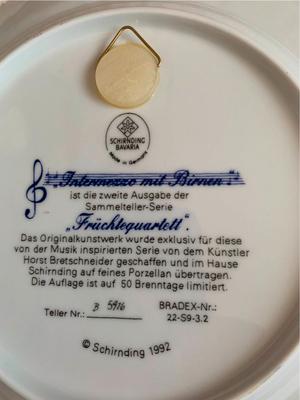 SCHIRNDING
BAVARIA
Made in Germany
„Intermezzo mit Birnen“
ist die zweite Ausgabe der
Sammelteller-Serie
„Früchtequartett“.
Das Originalkunstwerk wurde exklusiv für diese
von der Musik inspirierten Serie von dem Künstler
Horst Bretschneider geschaffen und im Hause
Schirnding auf feines Porzellan übertragen.
Die Auflage ist auf 50 Brenntage limitiert.
Teller Nr.: B 5916 BRADEX-Nr.:
22-S9-3.2
© Schirnding 1992